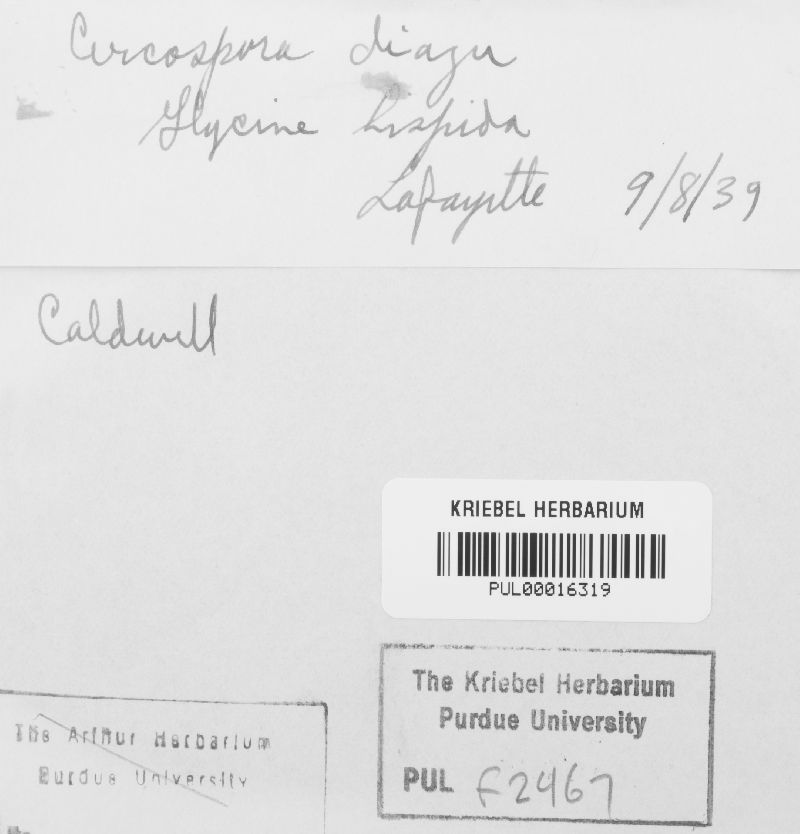 Cercospora diazu
Glycine hispida
Lafayette 9/8/39
Caldwell
KRIEBEL HERBARIUM
PUL00016319
The Kriebel Herbarium
Purdue University
PUL F2467
The Arthur Herbarium
Purdue University